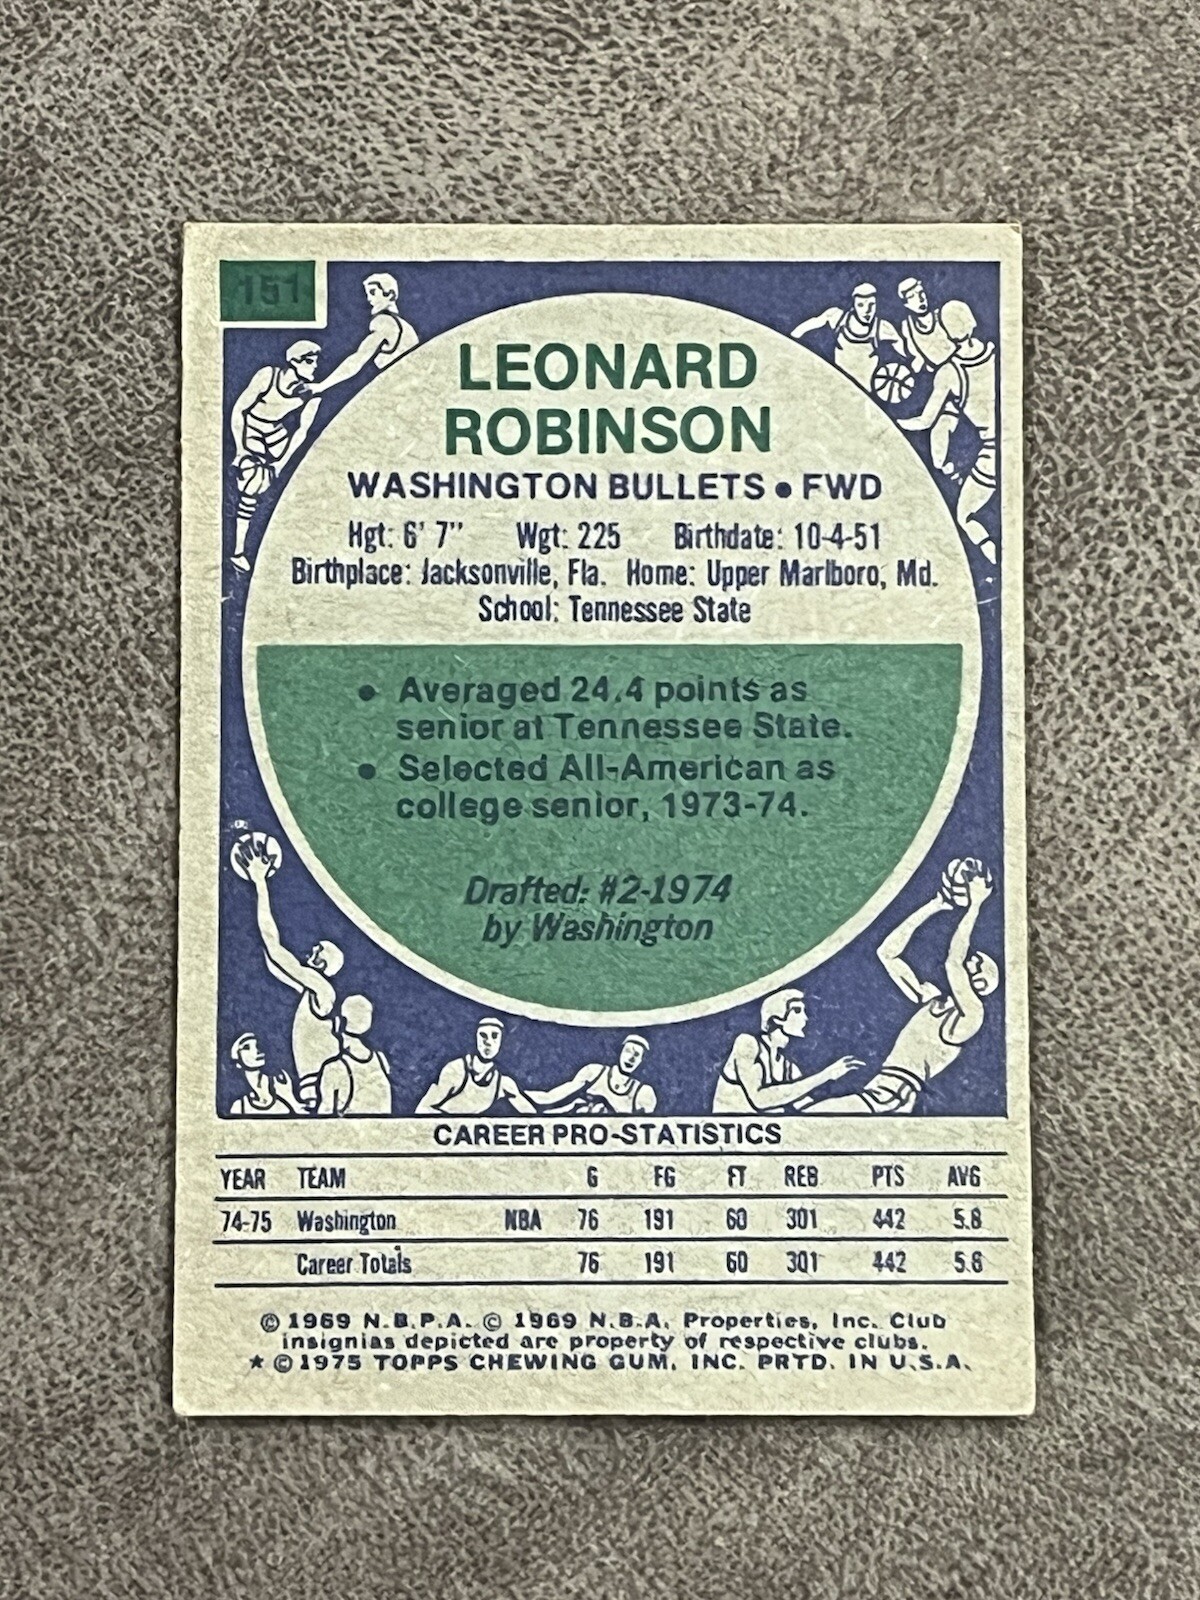 151
LEONARD
ROBINSON
WASHINGTON BULLETS • FWD
Hgt: 6' 7" Wgt: 225 Birthdate: 10-4-51
Birthplace: Jacksonville, Fla. Home: Upper Marlboro, Md.
School: Tennessee State
• Averaged 24.4 points as
senior at Tennessee State.
• Selected All-American as
college senior, 1973-74.
Drafted: #2-1974
by Washington
CAREER PRO-STATISTICS
YEAR TEAM G FG FT REB PTS AVG
74-75 Washington NBA 76 191 60 301 442 5.8
Career Totals 76 191 60 301 442 5.8
© 1969 N.B.P.A. © 1969 N.B.A. Properties, Inc. Club
insignias depicted are property of respective clubs.
★ © 1975 TOPPS CHEWING GUM, INC. PRTD. IN U.S.A.